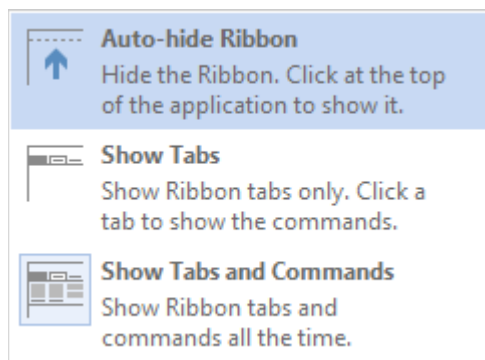 Auto-hide Ribbon
Hide the Ribbon. Click at the top
of the application to show it.
Show Tabs
Show Ribbon tabs only. Click a
tab to show the commands.
Show Tabs and Commands
Show Ribbon tabs and
commands all the time.